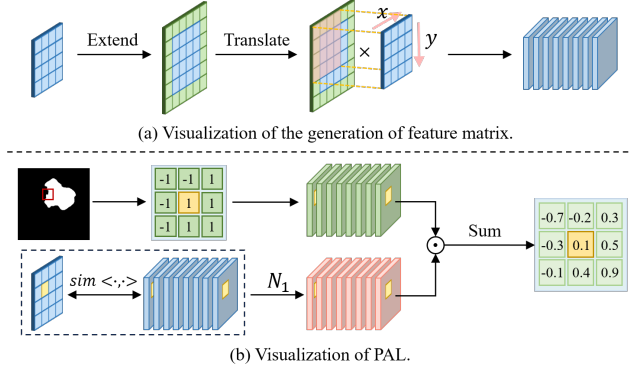 Extend
Translate
x
×
y
(a) Visualization of the generation of feature matrix.
-1 -1 1
-1 1 1
-1 1 1
-0.7 -0.2 0.3
-0.3 0.1 0.5
-0.1 0.4 0.9
Sum
sim <·,·>
N₁
(b) Visualization of PAL.